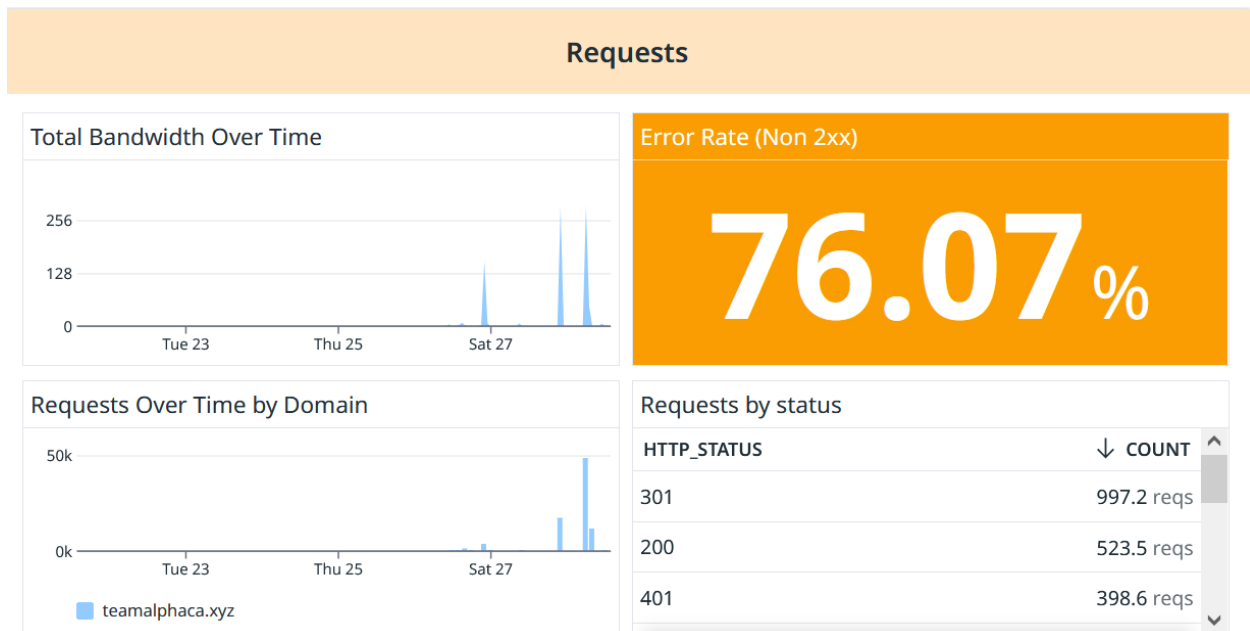 Requests
Total Bandwidth Over Time
256
128
0
Tue 23 Thu 25 Sat 27
Error Rate (Non 2xx)
76.07%
Requests Over Time by Domain
50k
0k
Tue 23 Thu 25 Sat 27
teamalphaca.xyz
Requests by status
HTTP_STATUS ↓ COUNT
301 997.2 reqs
200 523.5 reqs
401 398.6 reqs